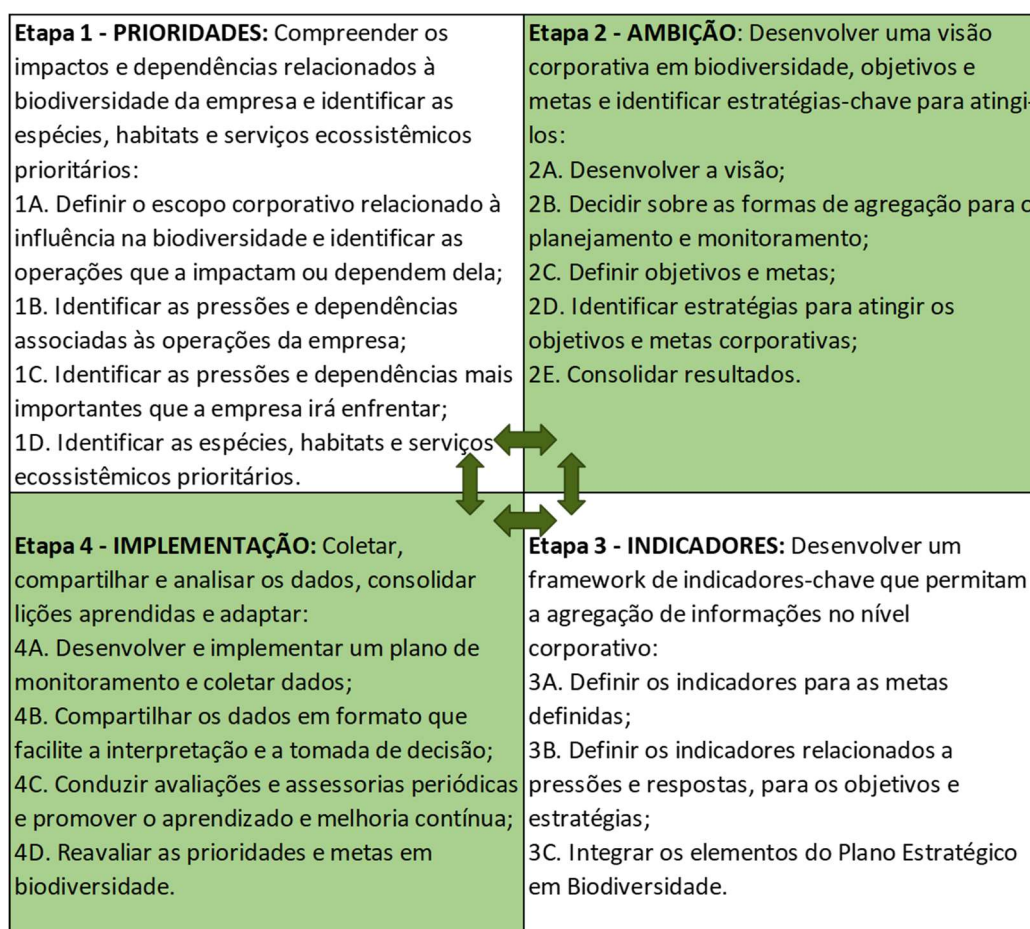 Etapa 1 - PRIORIDADES: Compreender os
impactos e dependências relacionados à
biodiversidade da empresa e identificar as
espécies, habitats e serviços ecossistêmicos
prioritários:
1A. Definir o escopo corporativo relacionado à
influência na biodiversidade e identificar as
operações que a impactam ou dependem dela;
1B. Identificar as pressões e dependências
associadas às operações da empresa;
1C. Identificar as pressões e dependências mais
importantes que a empresa irá enfrentar;
1D. Identificar as espécies, habitats e serviços
ecossistêmicos prioritários.
Etapa 2 - AMBIÇÃO: Desenvolver uma visão
corporativa em biodiversidade, objetivos e
metas e identificar estratégias-chave para atingi-
los:
2A. Desenvolver a visão;
2B. Decidir sobre as formas de agregação para o
planejamento e monitoramento;
2C. Definir objetivos e metas;
2D. Identificar estratégias para atingir os
objetivos e metas corporativas;
2E. Consolidar resultados.
Etapa 4 - IMPLEMENTAÇÃO: Coletar,
compartilhar e analisar os dados, consolidar
lições aprendidas e adaptar:
4A. Desenvolver e implementar um plano de
monitoramento e coletar dados;
4B. Compartilhar os dados em formato que
facilite a interpretação e a tomada de decisão;
4C. Conduzir avaliações e assessorias periódicas
e promover o aprendizado e melhoria contínua;
4D. Reavaliar as prioridades e metas em
biodiversidade.
Etapa 3 - INDICADORES: Desenvolver um
framework de indicadores-chave que permitam
a agregação de informações no nível
corporativo:
3A. Definir os indicadores para as metas
definidas;
3B. Definir os indicadores relacionados a
pressões e respostas, para os objetivos e
estratégias;
3C. Integrar os elementos do Plano Estratégico
em Biodiversidade.